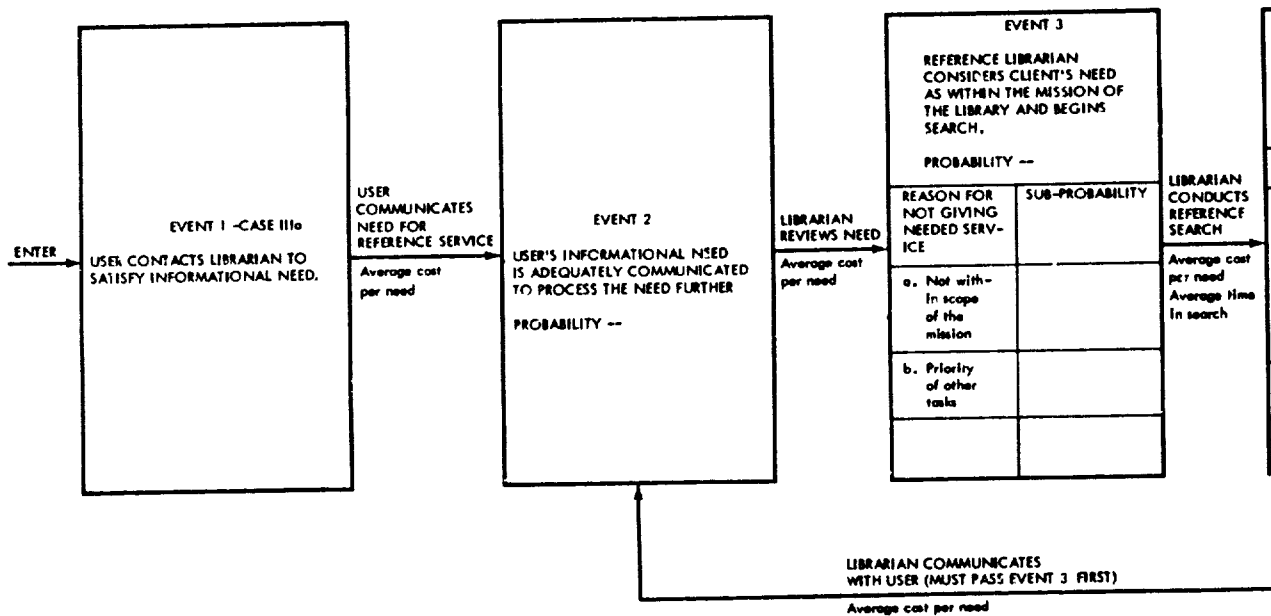 ENTER
EVENT 1 -CASE IIIa
USER CONTACTS LIBRARIAN TO
SATISFY INFORMATIONAL NEED.
USER
COMMUNICATES
NEED FOR
REFERENCE SERVICE
Average cost
per need
EVENT 2
USER'S INFORMATIONAL NEED
IS ADEQUATELY COMMUNICATED
TO PROCESS THE NEED FURTHER
PROBABILITY --
LIBRARIAN
REVIEWS NEED
Average cost
per need
EVENT 3
REFERENCE LIBRARIAN
CONSIDERS CLIENT'S NEED
AS WITHIN THE MISSION OF
THE LIBRARY AND BEGINS
SEARCH.
PROBABILITY --
REASON FOR
NOT GIVING
NEEDED SERV-
ICE
SUB-PROBABILITY
a. Not with-
in scope
of the
mission
b. Priority
of other
tasks
LIBRARIAN
CONDUCTS
REFERENCE
SEARCH
Average cost
per need
Average time
in search
LIBRARIAN COMMUNICATES
WITH USER (MUST PASS EVENT 3 FIRST)
Average cost per need